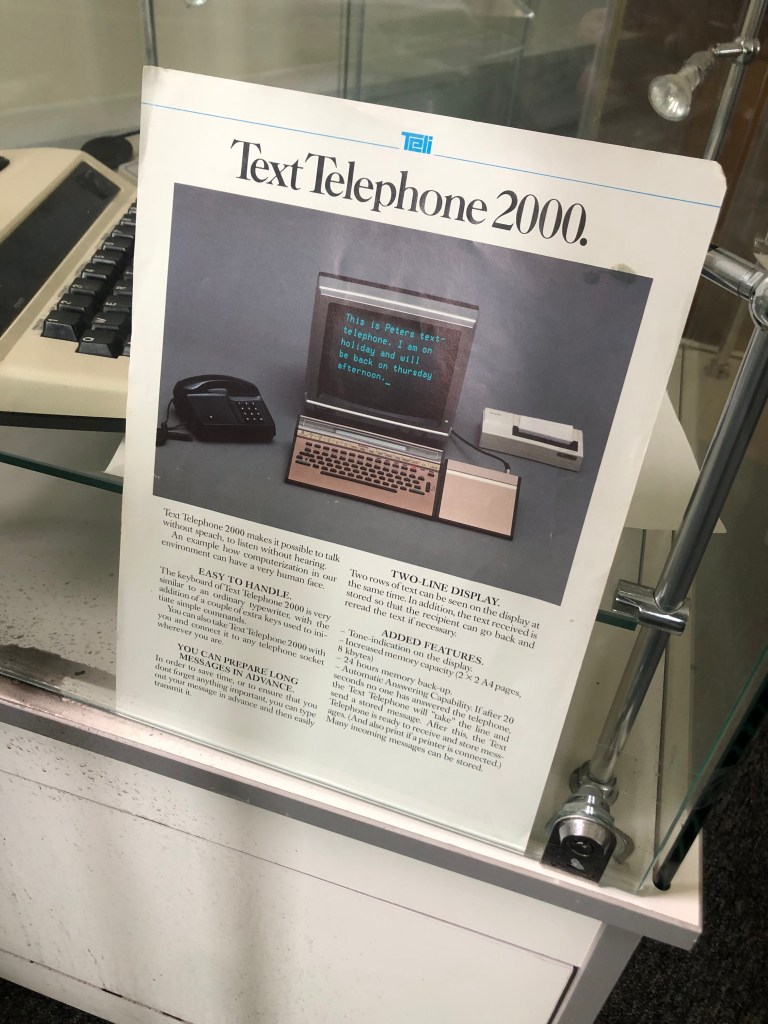 Teli
Text Telephone 2000.
This is Peters text-
telephone. I am on
holiday and will
be back on thursday
afternoon._
Text Telephone 2000 makes it possible to talk
without speach, to listen without hearing.
An example how computerization in our
environment can have a very human face.
EASY TO HANDLE.
The keyboard of Text Telephone 2000 is very
similar to an ordinary typewriter, with the
addition of a couple of extra keys used to ini-
tiate simple commands.
You can also take Text Telephone 2000 with
you and connect it to any telephone socket
wherever you are.
YOU CAN PREPARE LONG
MESSAGES IN ADVANCE.
In order to save time, or to ensure that you
dont forget anything important, you can type
out your message in advance and then easily
transmit it.
TWO-LINE DISPLAY.
Two rows of text can be seen on the display at
the same time. In addition, the text received is
stored so that the recipient can go back and
reread the text if necessary.
ADDED FEATURES.
– Tone-indication on the display.
– Increased memory capacity (2 × 2 A4 pages,
8 kbytes)
– 24 hours memory back-up.
– Automatic Answering Capability. If after 20
seconds no one has answered the telephone,
the Text Telephone will "take" the line and
send a stored message. After this, the Text
Telephone is ready to receive and store mess-
ages. (And also print if a printer is connected.)
Many incoming messages can be stored.